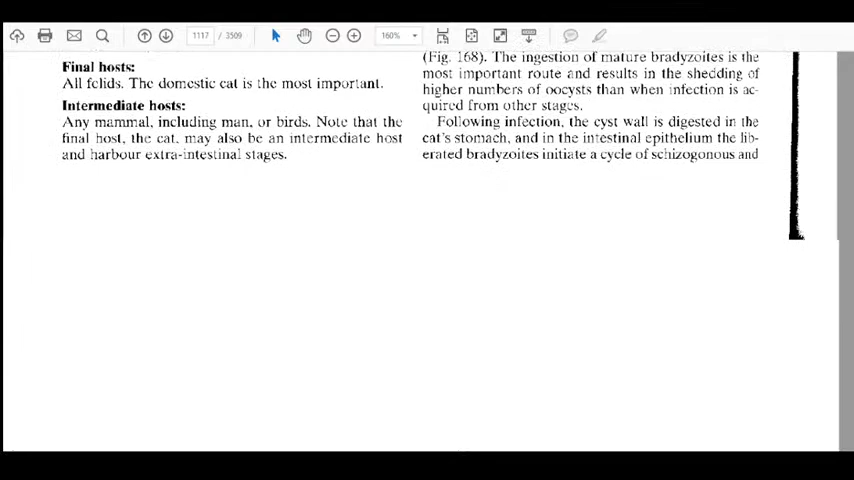 1117 / 3509
160%
Final hosts:
All felids. The domestic cat is the most important.
Intermediate hosts:
Any mammal, including man, or birds. Note that the
final host, the cat, may also be an intermediate host
and harbour extra-intestinal stages.
(Fig. 168). The ingestion of mature bradyzoites is the
most important route and results in the shedding of
higher numbers of oocysts than when infection is ac-
quired from other stages.
Following infection, the cyst wall is digested in the
cat's stomach, and in the intestinal epithelium the lib-
erated bradyzoites initiate a cycle of schizogonous and